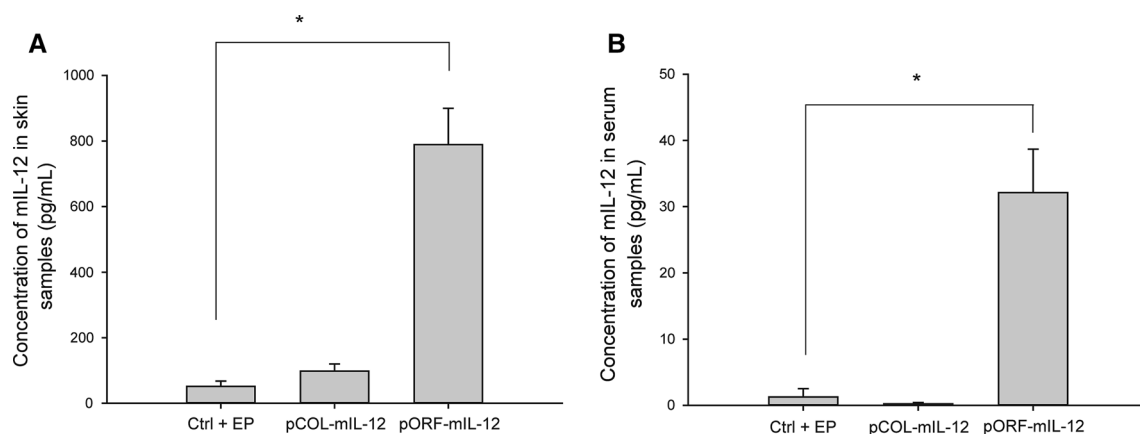 A
*
Concentration of mIL-12 in skin
samples (pg/mL)
1000
800
600
400
200
0
Ctrl + EP
pCOL-mIL-12
pORF-mIL-12
B
*
Concentration of mIL-12 in serum
samples (pg/mL)
50
40
30
20
10
0
Ctrl + EP
pCOL-mIL-12
pORF-mIL-12